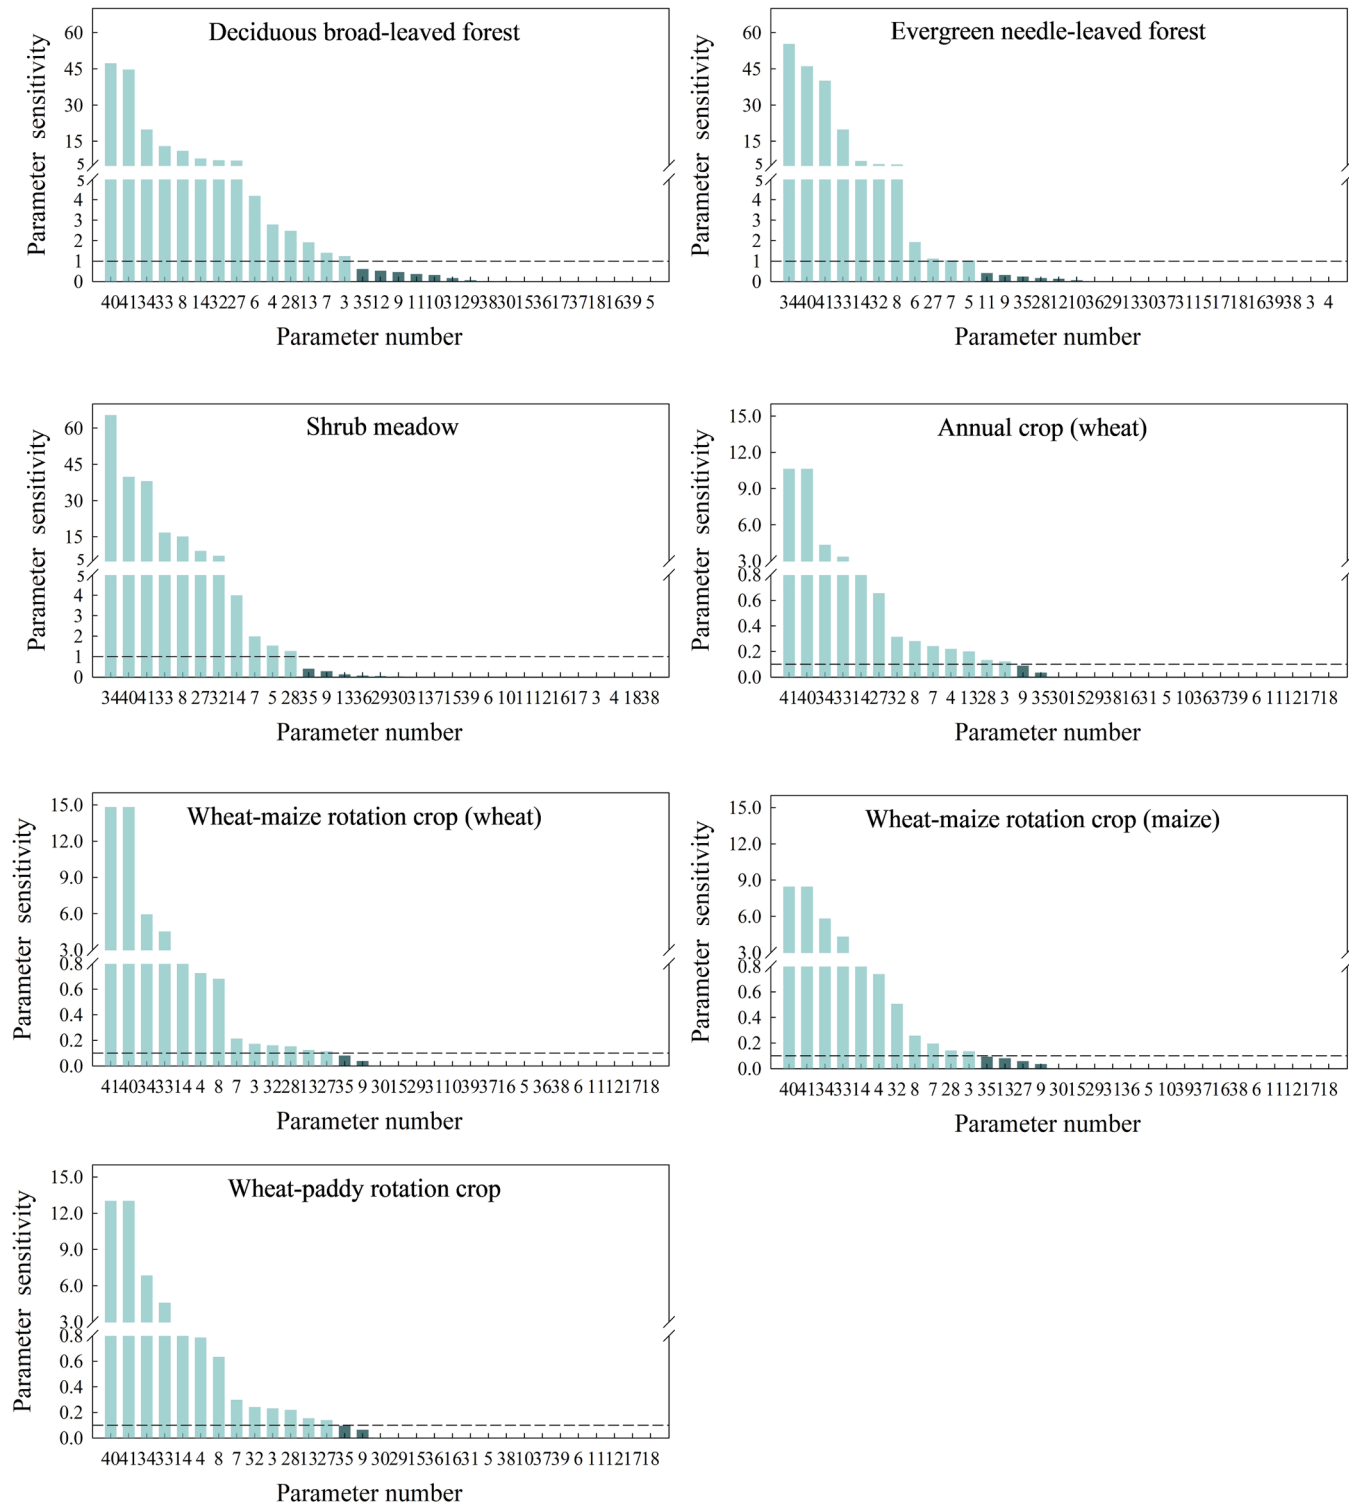 Deciduous broad-leaved forest
Parameter sensitivity
60
45
30
15
5
5
4
3
2
1
0
40 41 34 33 8 14 32 27 6 4 28 13 7 3 35 12 9 11 10 31 29 38 30 15 36 17 37 18 16 39 5
Parameter number
Evergreen needle-leaved forest
Parameter sensitivity
60
45
30
15
5
5
4
3
2
1
0
34 40 41 33 14 32 8 6 27 7 5 11 9 35 28 12 10 36 29 13 30 37 31 15 17 18 16 39 38 3 4
Parameter number
Shrub meadow
Parameter sensitivity
60
45
30
15
5
5
4
3
2
1
0
34 40 41 33 8 27 32 14 7 5 28 35 9 13 36 29 30 31 37 15 39 6 10 11 12 16 17 3 4 18 38
Parameter number
Annual crop (wheat)
Parameter sensitivity
15.0
12.0
9.0
6.0
3.0
0.8
0.6
0.4
0.2
0.0
41 40 34 33 14 27 32 8 7 4 13 28 3 9 35 30 15 29 38 16 31 5 10 36 37 39 6 11 12 17 18
Parameter number
Wheat-maize rotation crop (wheat)
Parameter sensitivity
15.0
12.0
9.0
6.0
3.0
0.8
0.6
0.4
0.2
0.0
41 40 34 33 14 4 8 7 3 32 28 13 27 35 9 30 15 29 31 10 39 37 16 5 36 38 6 11 12 17 18
Parameter number
Wheat-maize rotation crop (maize)
Parameter sensitivity
15.0
12.0
9.0
6.0
3.0
0.8
0.6
0.4
0.2
0.0
40 41 34 33 14 4 32 8 7 28 3 35 13 27 9 30 15 29 31 36 5 10 39 37 16 38 6 11 12 17 18
Parameter number
Wheat-paddy rotation crop
Parameter sensitivity
15.0
12.0
9.0
6.0
3.0
0.8
0.6
0.4
0.2
0.0
40 41 34 33 14 4 8 7 32 3 28 13 27 35 9 30 29 15 36 16 31 5 38 10 37 39 6 11 12 17 18
Parameter number